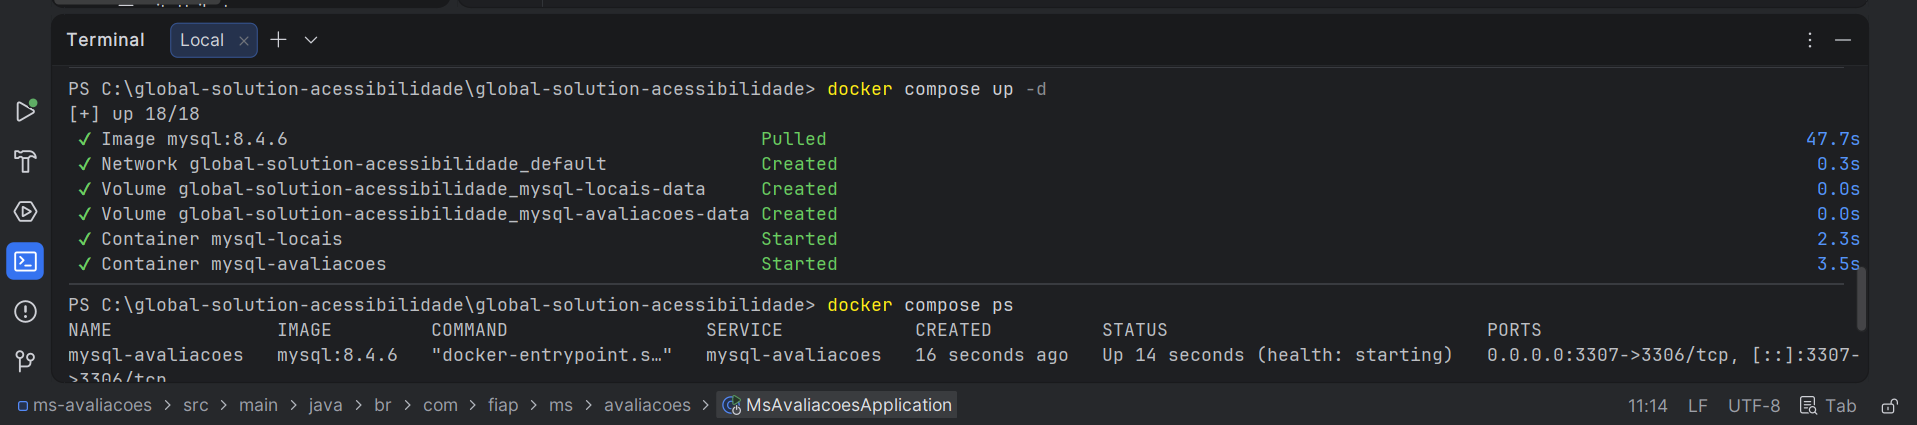 Terminal Local
PS C:\global-solution-acessibilidade\global-solution-acessibilidade> docker compose up -d
[+] up 18/18
✓ Image mysql:8.4.6 Pulled 47.7s
✓ Network global-solution-acessibilidade_default Created 0.3s
✓ Volume global-solution-acessibilidade_mysql-locais-data Created 0.0s
✓ Volume global-solution-acessibilidade_mysql-avaliacoes-data Created 0.0s
✓ Container mysql-locais Started 2.3s
✓ Container mysql-avaliacoes Started 3.5s
PS C:\global-solution-acessibilidade\global-solution-acessibilidade> docker compose ps
NAME IMAGE COMMAND SERVICE CREATED STATUS PORTS
mysql-avaliacoes mysql:8.4.6 "docker-entrypoint.s…" mysql-avaliacoes 16 seconds ago Up 14 seconds (health: starting) 0.0.0.0:3307->3306/tcp, [::]:3307-
>3306/tcp
ms-avaliacoes > src > main > java > br > com > fiap > ms > avaliacoes > MsAvaliacoesApplication 11:14 LF UTF-8 Tab